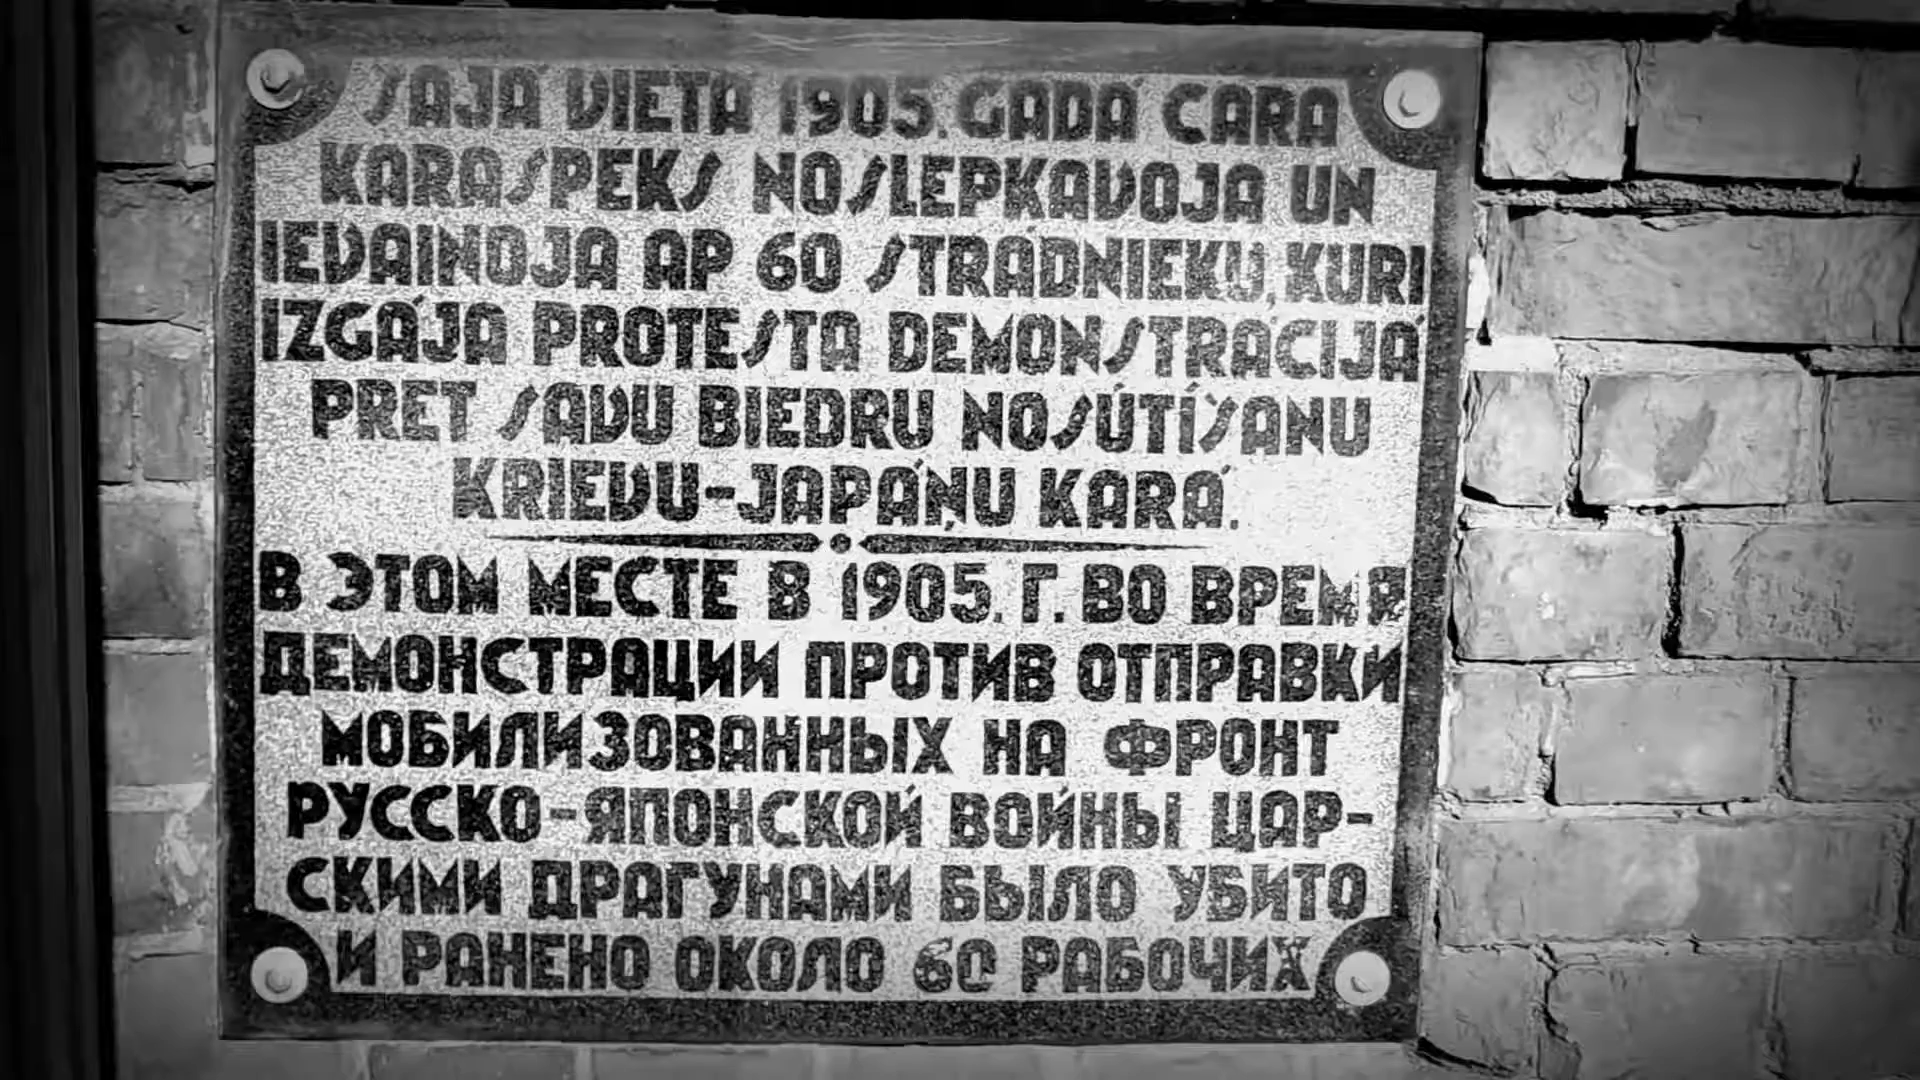 ŠAJĀ VIETĀ 1905. GADĀ CARA
KARASPĒKS NOSLEPKAVOJA UN
IEVAINOJA AP 60 STRĀDNIEKU, KURI
IZGĀJA PROTESTA DEMONSTRĀCIJĀ
PRET SAVU BIEDRU NOSŪTĪŠANU
KRIEVU-JAPĀŅU KARĀ.
В ЭТОМ МЕСТЕ В 1905. Г. ВО ВРЕМЯ
ДЕМОНСТРАЦИИ ПРОТИВ ОТПРАВКИ
МОБИЛИЗОВАННЫХ НА ФРОНТ
РУССКО-ЯПОНСКОЙ ВОЙНЫ ЦАР-
СКИМИ ДРАГУНАМИ БЫЛО УБИТО
И РАНЕНО ОКОЛО 60 РАБОЧИХ